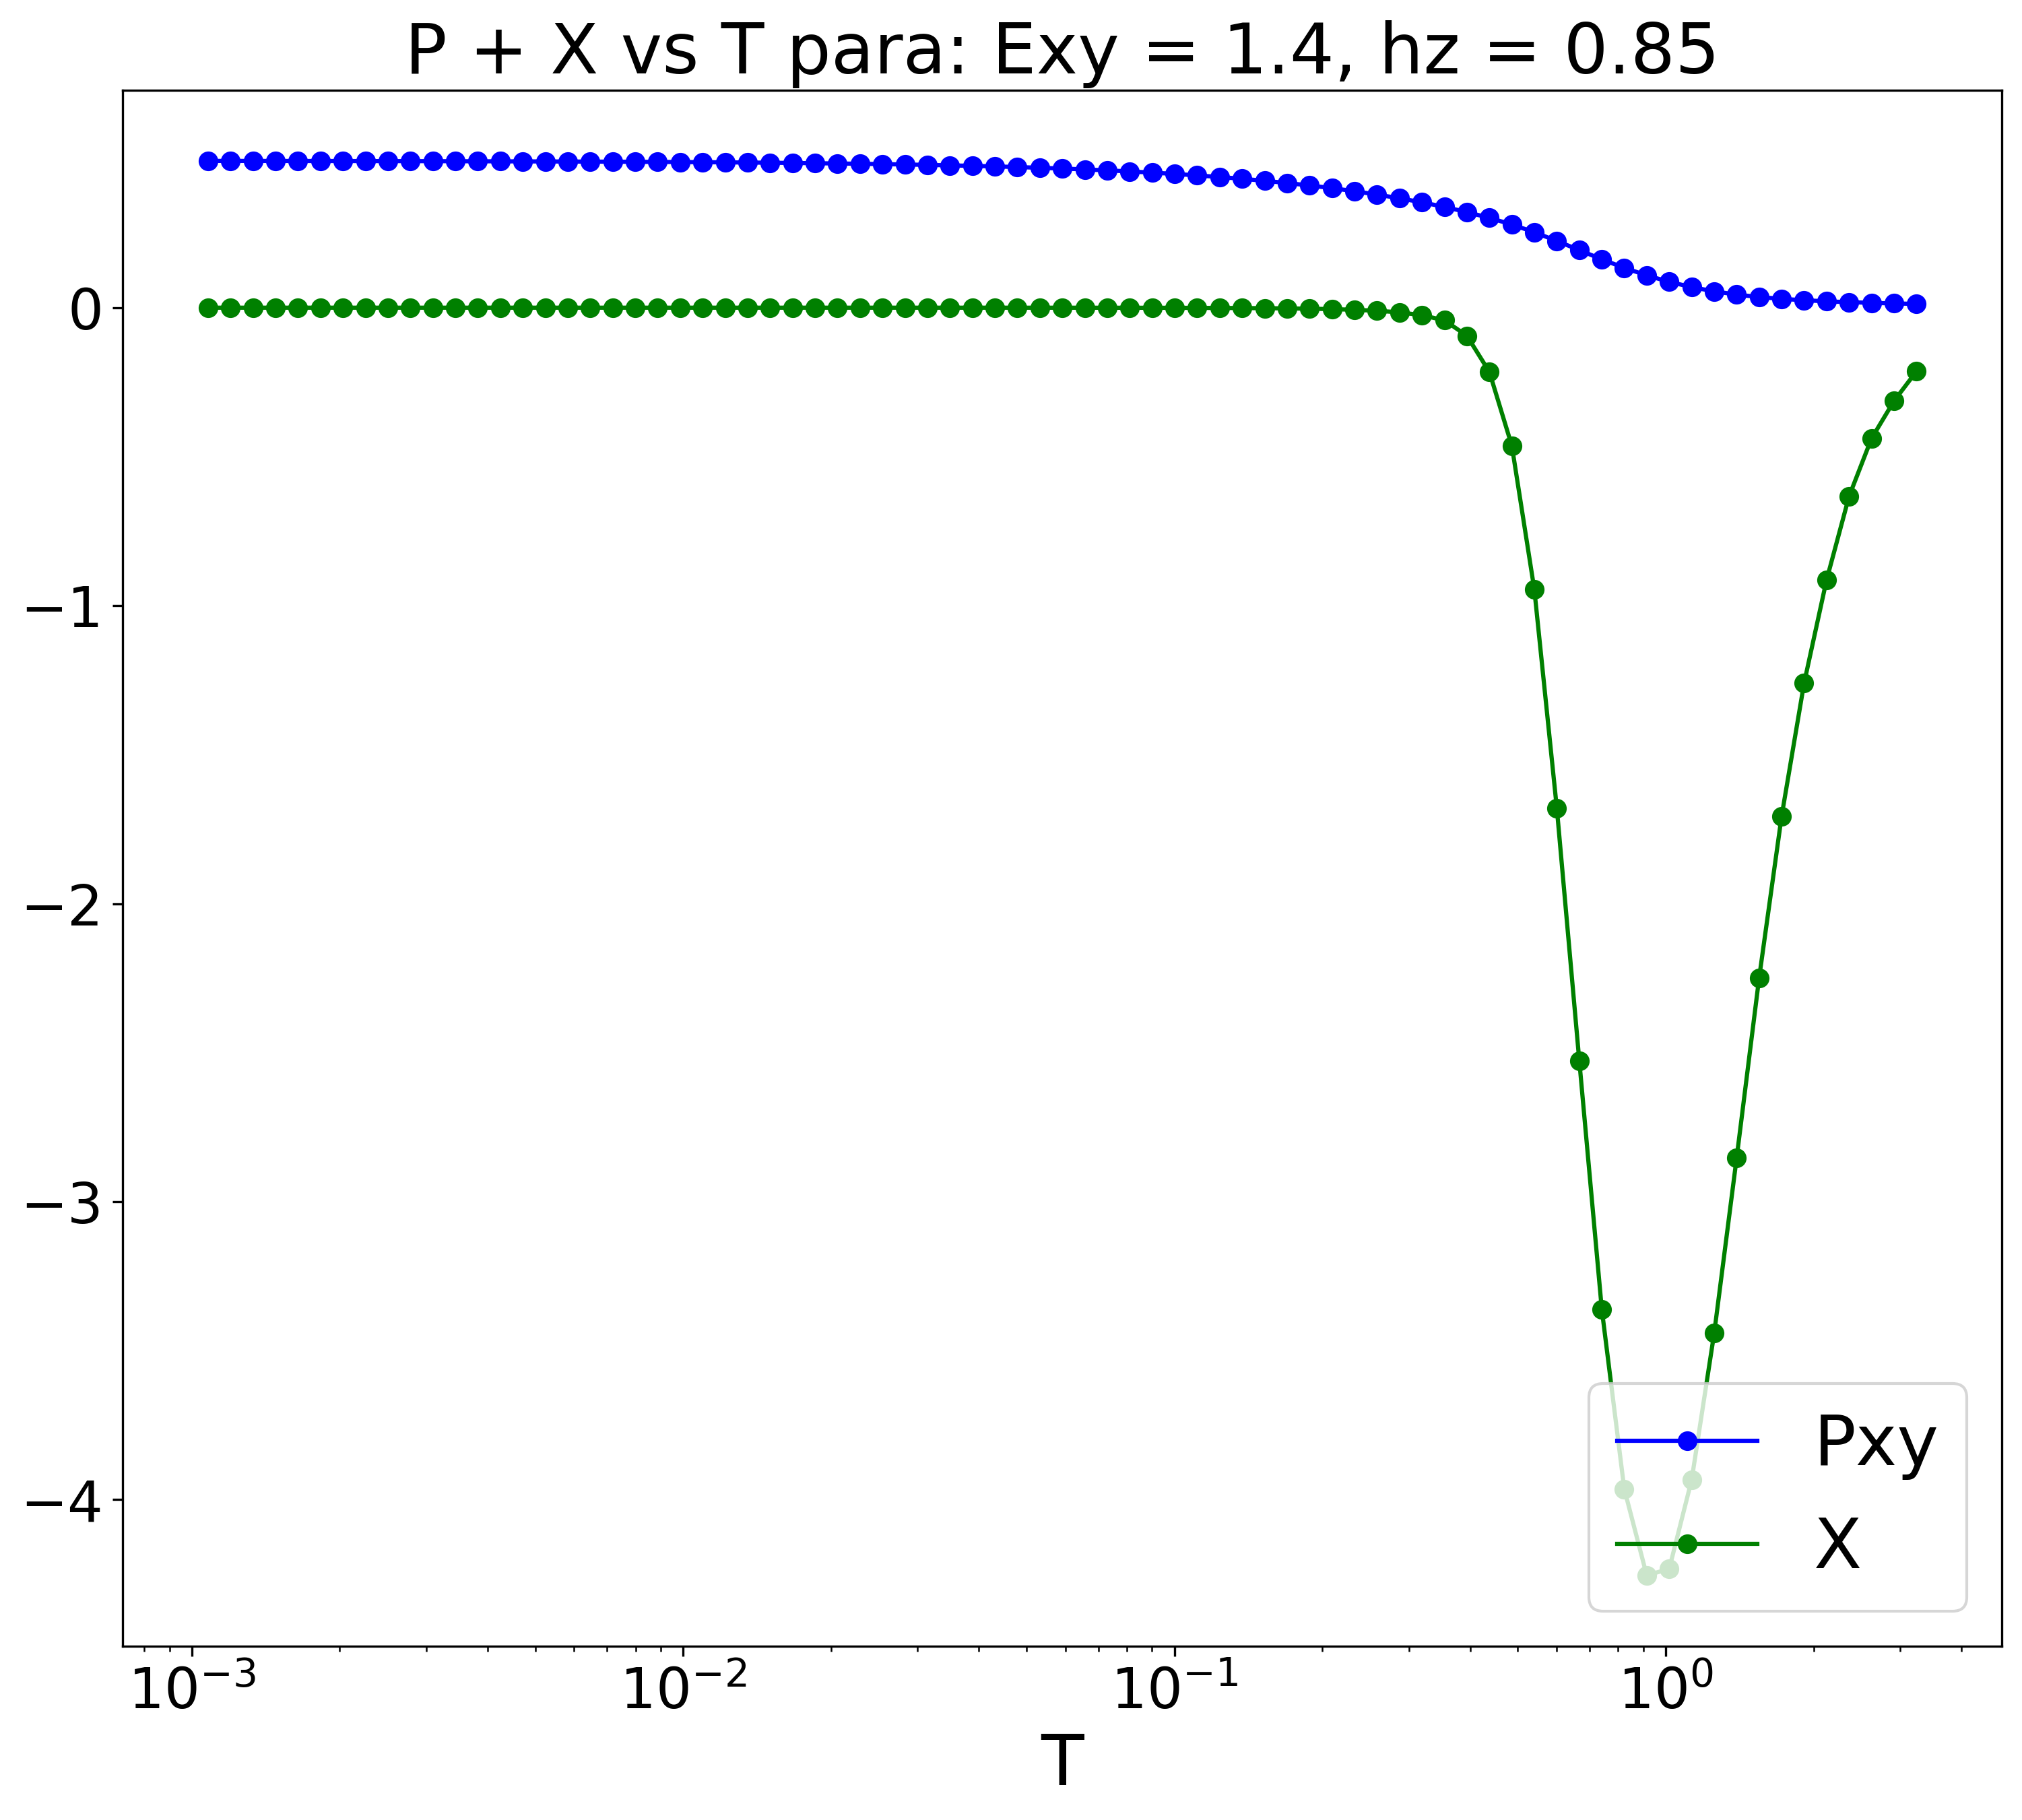 P + X vs T para: Exy = 1.4, hz = 0.85
0
−1
−2
−3
−4
Pxy
X
10⁻³ 10⁻² 10⁻¹ 10⁰
T